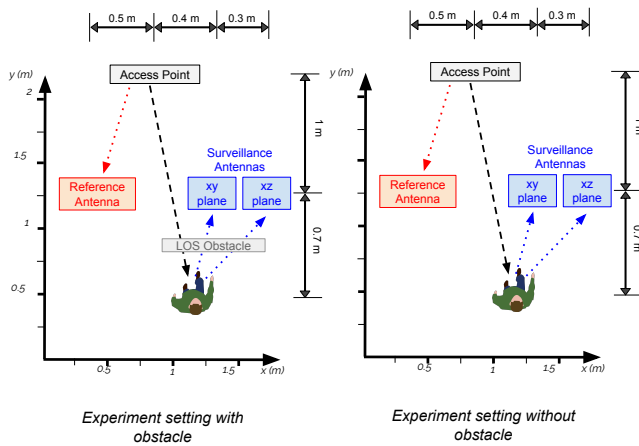 0.5 m
0.4 m
0.3 m
y (m)
Access Point
2
1 m
1.5
Surveillance
Antennas
Reference
Antenna
xy
plane
xz
plane
1
0.7 m
LOS Obstacle
0.5
0.5
1
1.5
x (m)
Experiment setting with
obstacle
0.5 m
0.4 m
0.3 m
y (m)
Access Point
2
1 m
1.5
Surveillance
Antennas
Reference
Antenna
xy
plane
xz
plane
1
0.7 m
0.5
0.5
1
1.5
x (m)
Experiment setting without
obstacle